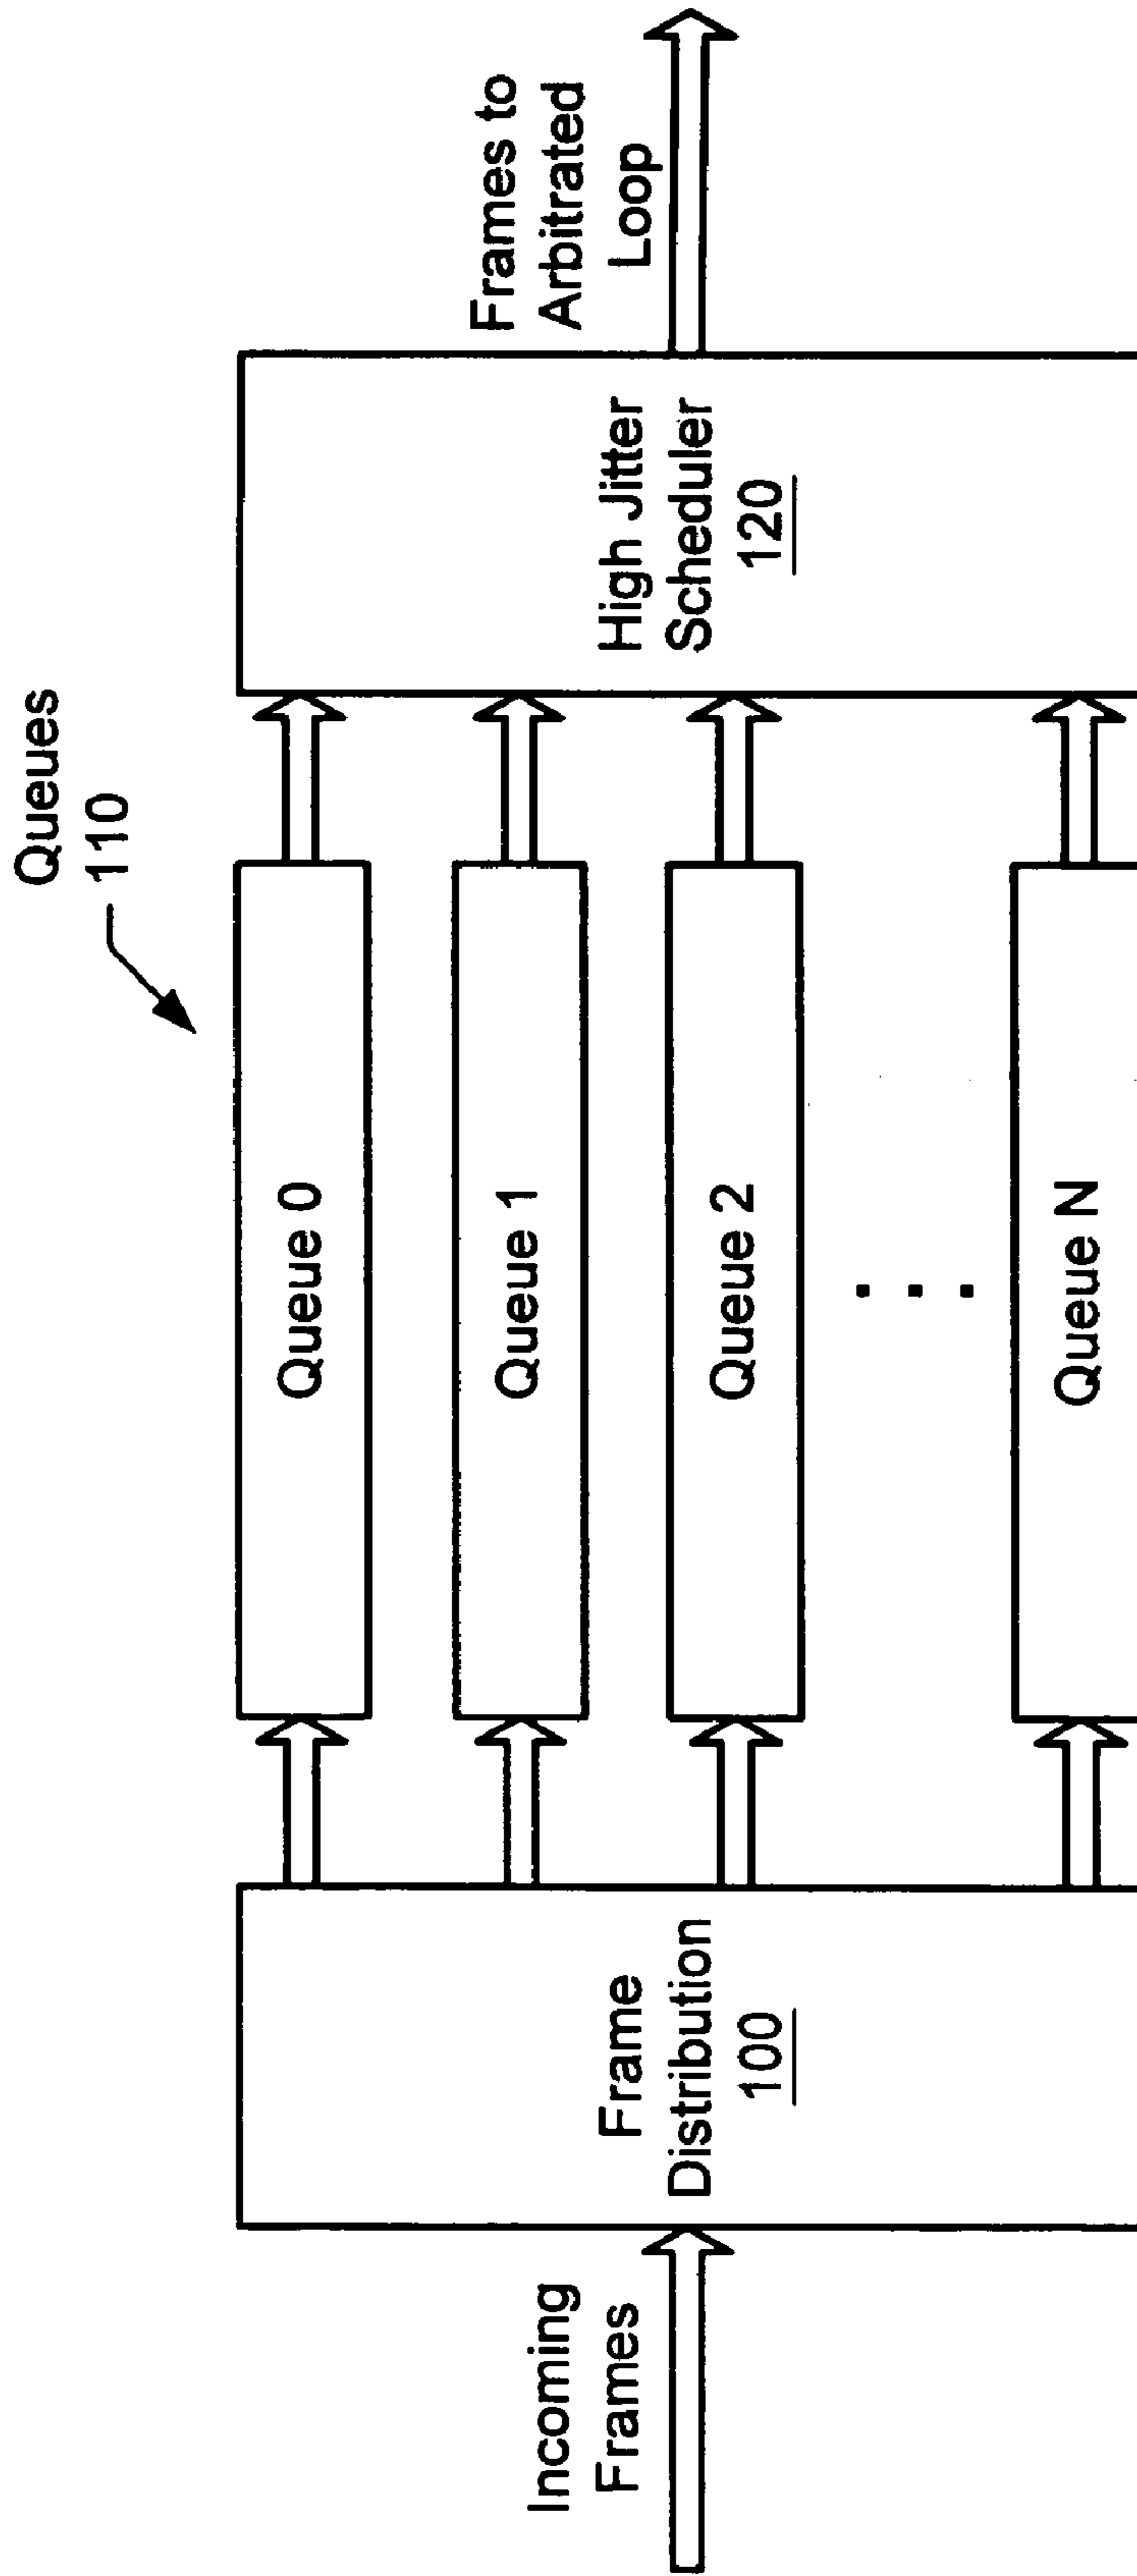 Queues
110
Incoming
Frames
Frame
Distribution
100
Queue 0
Queue 1
Queue 2
. . .
Queue N
High Jitter
Scheduler
120
Frames to
Arbitrated
Loop